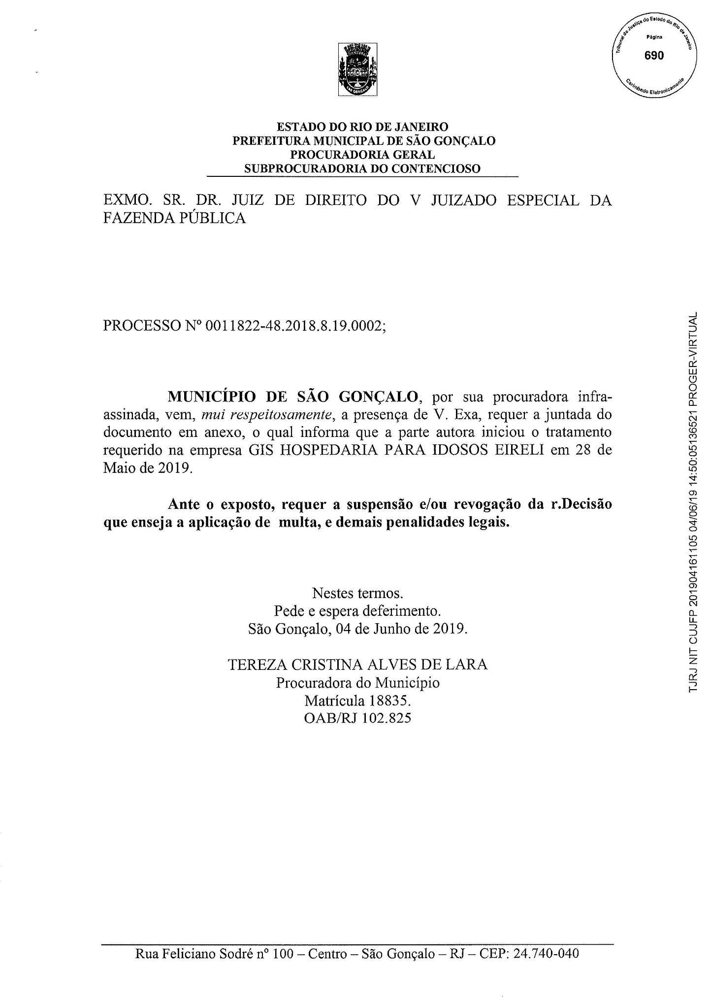 Tribunal de Justiça do Estado do Rio de Janeiro
Página
690
Carimbado Eletronicamente
SÃO GONÇALO
ESTADO DO RIO DE JANEIRO
PREFEITURA MUNICIPAL DE SÃO GONÇALO
PROCURADORIA GERAL
SUBPROCURADORIA DO CONTENCIOSO
EXMO. SR. DR. JUIZ DE DIREITO DO V JUIZADO ESPECIAL DA
FAZENDA PÚBLICA
PROCESSO Nº 0011822-48.2018.8.19.0002;
MUNICÍPIO DE SÃO GONÇALO, por sua procuradora infra-
assinada, vem, mui respeitosamente, a presença de V. Exa, requer a juntada do
documento em anexo, o qual informa que a parte autora iniciou o tratamento
requerido na empresa GIS HOSPEDARIA PARA IDOSOS EIRELI em 28 de
Maio de 2019.
Ante o exposto, requer a suspensão e/ou revogação da r.Decisão
que enseja a aplicação de  multa, e demais penalidades legais.
Nestes termos.
Pede e espera deferimento.
São Gonçalo, 04 de Junho de 2019.
TEREZA CRISTINA ALVES DE LARA
Procuradora do Município
Matrícula 18835.
OAB/RJ 102.825
Rua Feliciano Sodré nº 100 – Centro – São Gonçalo – RJ – CEP: 24.740-040
TJRJ NIT CUJFP 201904161105 04/06/19 14:50:05136521 PROGER-VIRTUAL